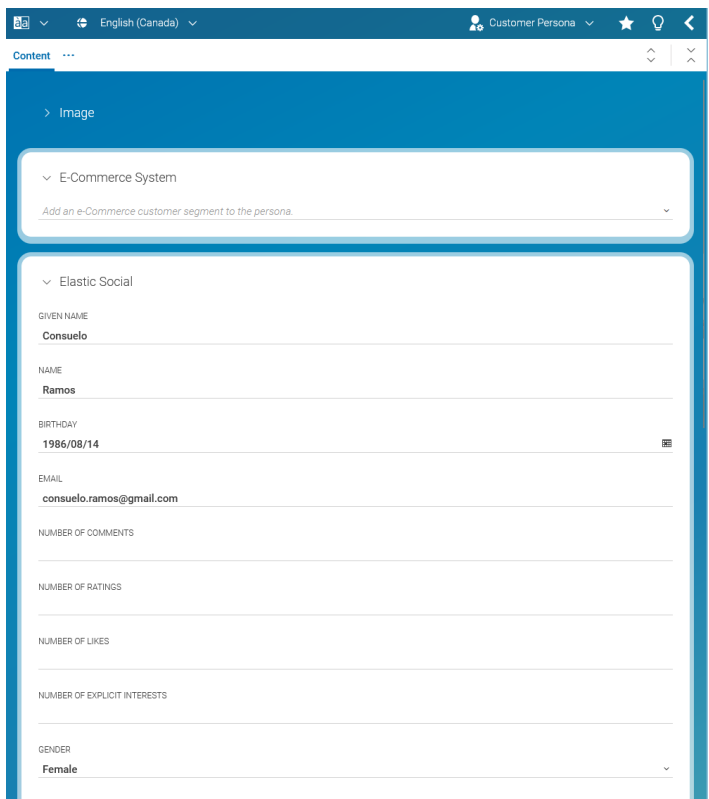 English (Canada)
Customer Persona
Content ...
Image
E-Commerce System
Add an e-Commerce customer segment to the persona.
Elastic Social
GIVEN NAME
Consuelo
NAME
Ramos
BIRTHDAY
1986/08/14
EMAIL
consuelo.ramos@gmail.com
NUMBER OF COMMENTS
NUMBER OF RATINGS
NUMBER OF LIKES
NUMBER OF EXPLICIT INTERESTS
GENDER
Female